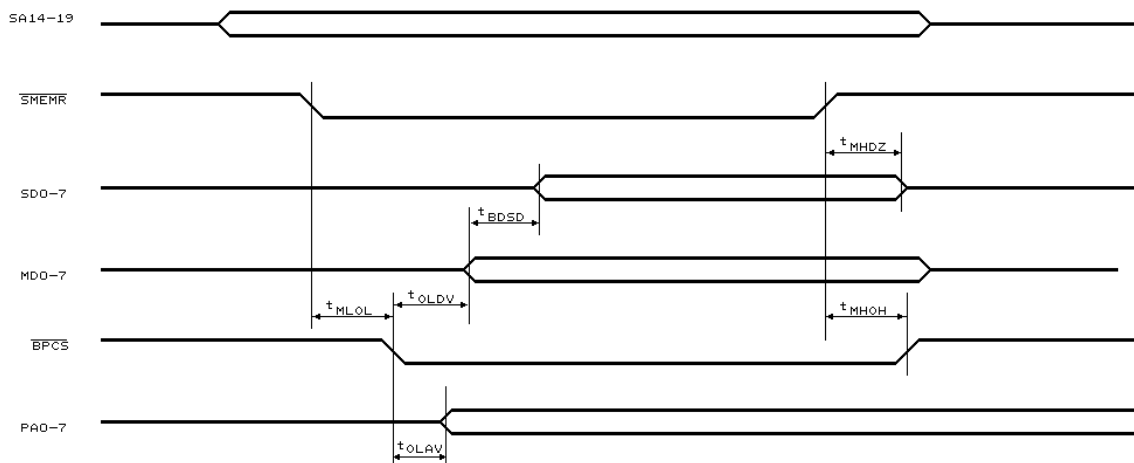 SA14-19
SMEMR
tMHDZ
SD0-7
tBDSD
MD0-7
tMLOL
tOLDV
tMHOH
BPCS
PA0-7
tOLAV